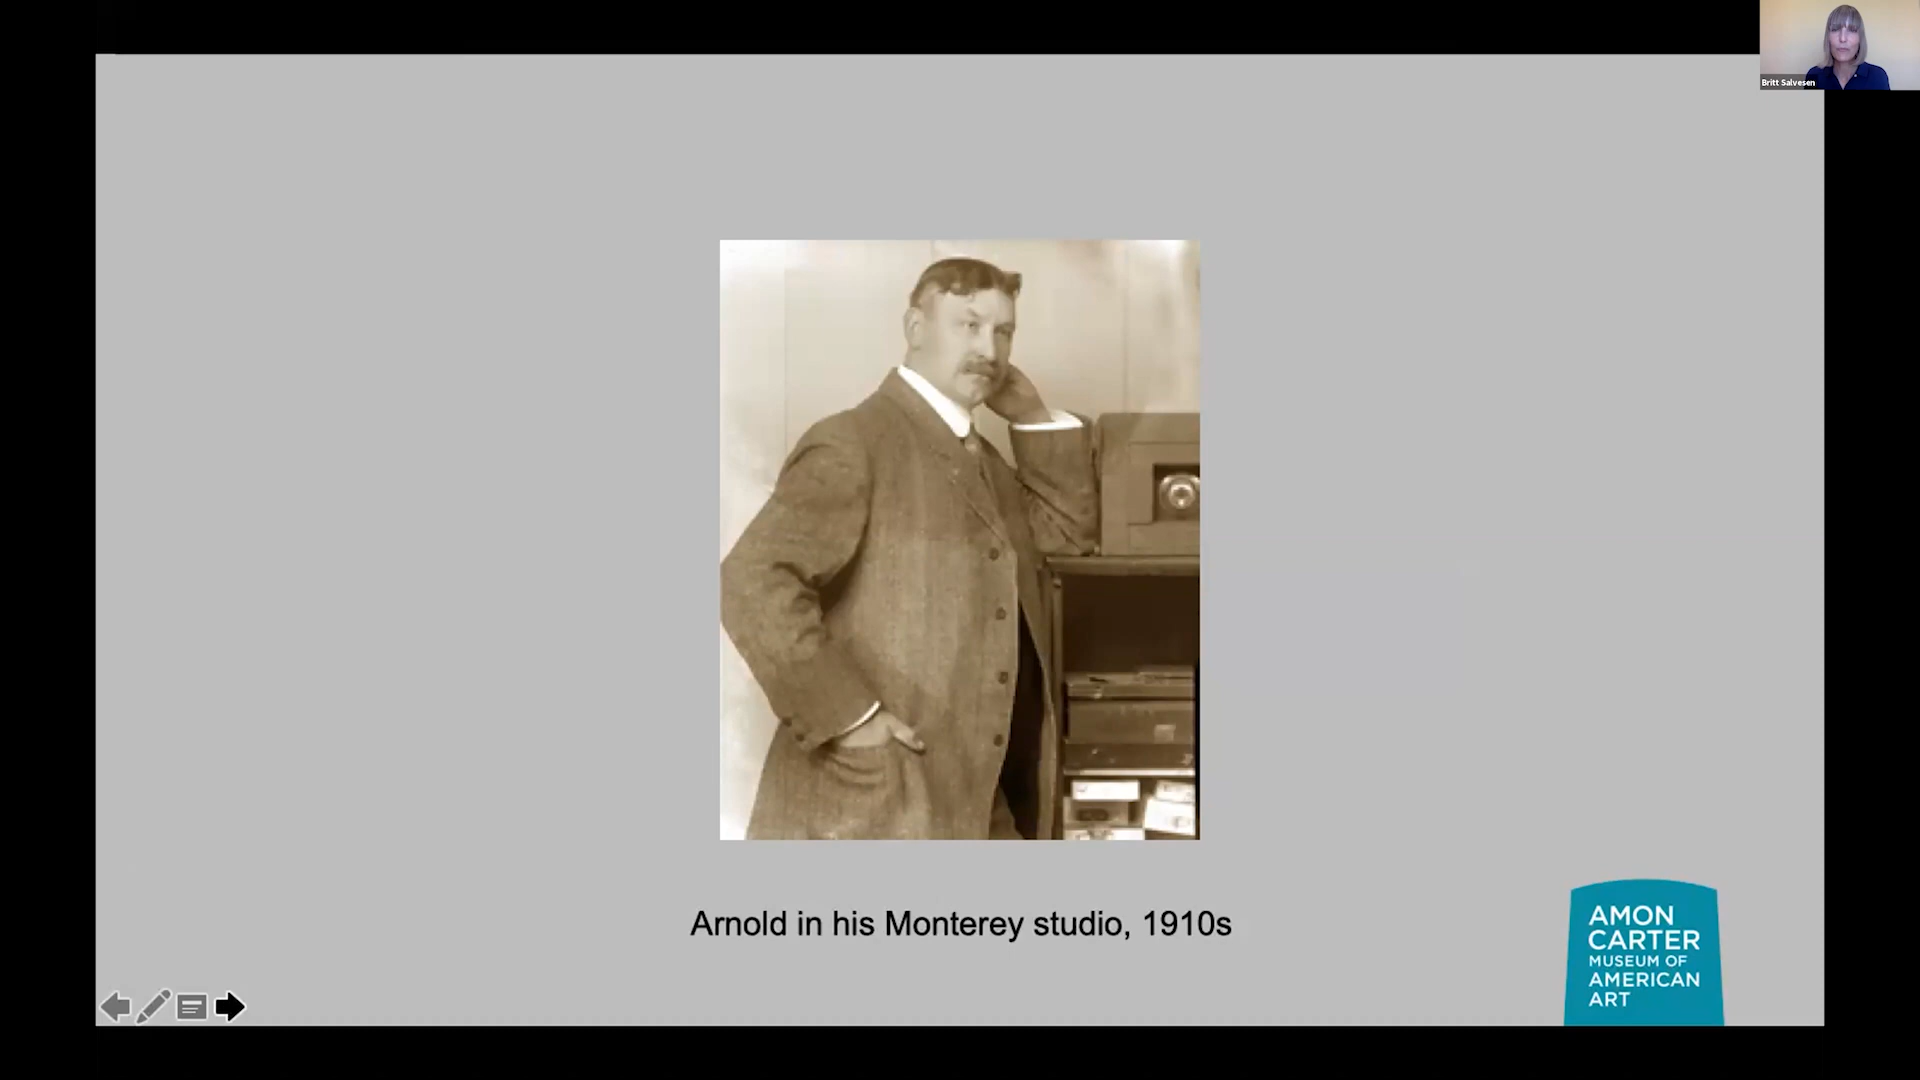 Britt Salvesen
Arnold in his Monterey studio, 1910s
AMON
CARTER
MUSEUM OF
AMERICAN
ART